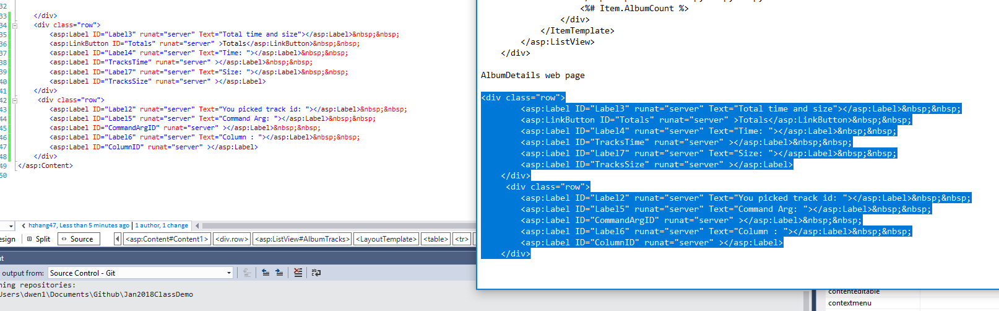 32
33 </div>
34 <div class="row">
35 <asp:Label ID="Label3" runat="server" Text="Total time and size"></asp:Label>&nbsp;&nbsp;
36 <asp:LinkButton ID="Totals" runat="server" >Totals</asp:LinkButton>&nbsp;&nbsp;
37 <asp:Label ID="Label4" runat="server" Text="Time: "></asp:Label>&nbsp;&nbsp;
38 <asp:Label ID="TracksTime" runat="server" ></asp:Label>&nbsp;&nbsp;
39 <asp:Label ID="Label7" runat="server" Text="Size: "></asp:Label>&nbsp;&nbsp;
40 <asp:Label ID="TracksSize" runat="server" ></asp:Label>
41 </div>
42 <div class="row">
43 <asp:Label ID="Label2" runat="server" Text="You picked track id: "></asp:Label>&nbsp;&nbsp;
44 <asp:Label ID="Label5" runat="server" Text="Command Arg: "></asp:Label>&nbsp;&nbsp;
45 <asp:Label ID="CommandArgID" runat="server" ></asp:Label>&nbsp;&nbsp;
46 <asp:Label ID="Label6" runat="server" Text="Column : "></asp:Label>&nbsp;&nbsp;
47 <asp:Label ID="ColumnID" runat="server" ></asp:Label>
48 </div>
49 </asp:Content>
50
hzhang47, Less than 5 minutes ago | 1 author, 1 change
esign Split Source <asp:Content#Content1> <div.row> <asp:ListView#AlbumTracks> <LayoutTemplate> <table> <tr>
ut
output from: Source Control - Git
ning repositories:
Users\dwen1\Documents\Github\Jan2018ClassDemo
<%# Item.AlbumCount %>
</div>
</ItemTemplate>
</asp:ListView>
</div>
AlbumDetails web page
<div class="row">
<asp:Label ID="Label3" runat="server" Text="Total time and size"></asp:Label>&nbsp;&nbsp;
<asp:LinkButton ID="Totals" runat="server" >Totals</asp:LinkButton>&nbsp;&nbsp;
<asp:Label ID="Label4" runat="server" Text="Time: "></asp:Label>&nbsp;&nbsp;
<asp:Label ID="TracksTime" runat="server" ></asp:Label>&nbsp;&nbsp;
<asp:Label ID="Label7" runat="server" Text="Size: "></asp:Label>&nbsp;&nbsp;
<asp:Label ID="TracksSize" runat="server" ></asp:Label>
</div>
<div class="row">
<asp:Label ID="Label2" runat="server" Text="You picked track id: "></asp:Label>&nbsp;&nbsp;
<asp:Label ID="Label5" runat="server" Text="Command Arg: "></asp:Label>&nbsp;&nbsp;
<asp:Label ID="CommandArgID" runat="server" ></asp:Label>&nbsp;&nbsp;
<asp:Label ID="Label6" runat="server" Text="Column : "></asp:Label>&nbsp;&nbsp;
<asp:Label ID="ColumnID" runat="server" ></asp:Label>
</div>
contenteditable
contextmenu